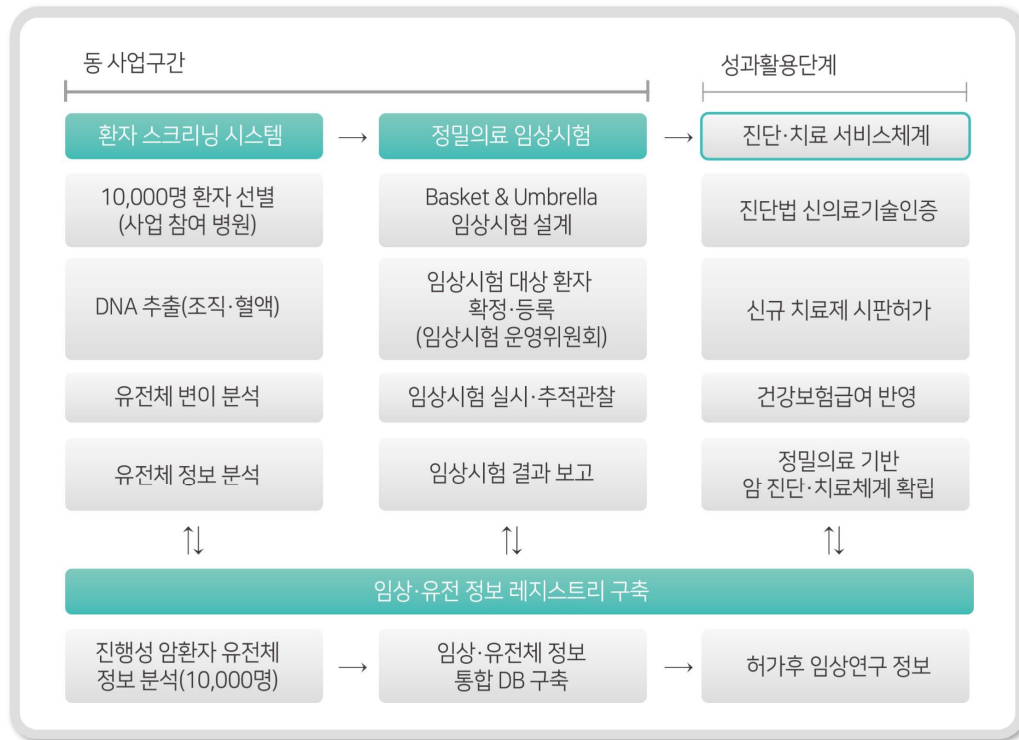 동 사업구간
성과활용단계
환자 스크리닝 시스템 → 정밀의료 임상시험 → 진단·치료 서비스체계
10,000명 환자 선별
(사업 참여 병원)
Basket & Umbrella
임상시험 설계
진단법 신의료기술인증
DNA 추출(조직·혈액)
임상시험 대상 환자
확정·등록
(임상시험 운영위원회)
신규 치료제 시판허가
유전체 변이 분석
임상시험 실시·추적관찰
건강보험급여 반영
유전체 정보 분석
임상시험 결과 보고
정밀의료 기반
암 진단·치료체계 확립
↑↓ ↑↓ ↑↓
임상·유전 정보 레지스트리 구축
진행성 암환자 유전체
정보 분석(10,000명)
→
임상·유전체 정보
통합 DB 구축
→
허가후 임상연구 정보